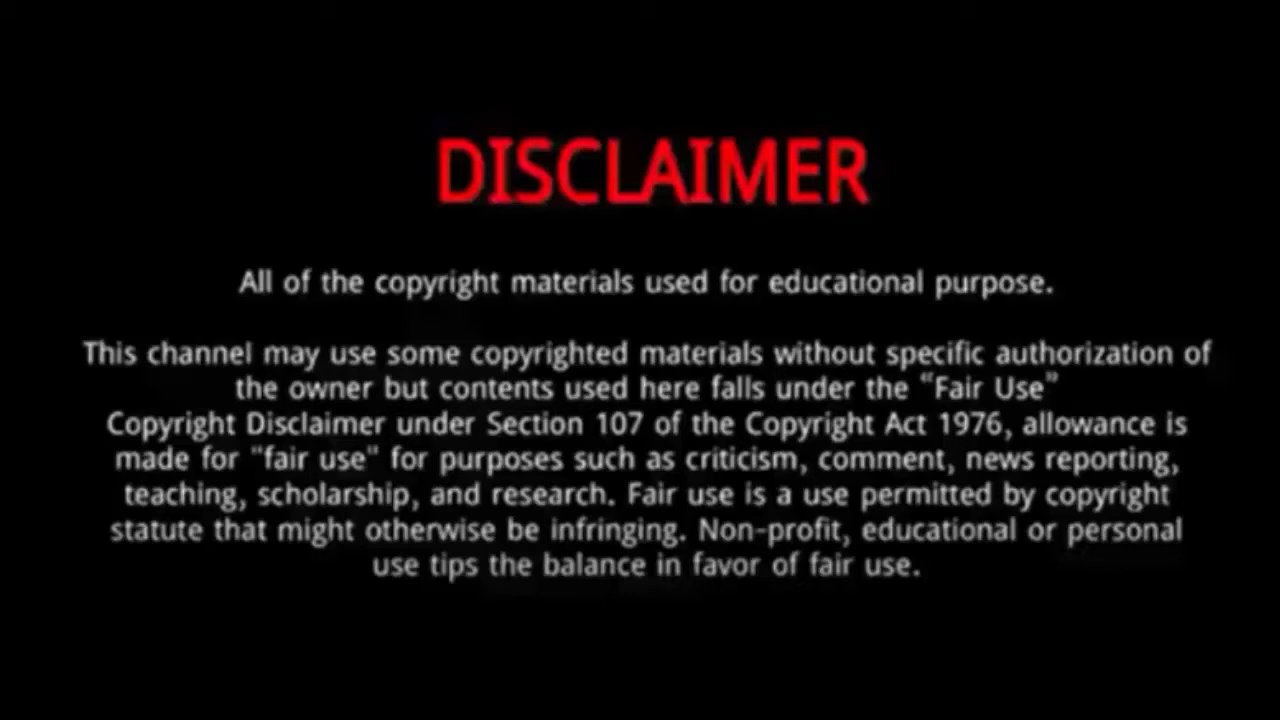 DISCLAIMER
All of the copyright materials used for educational purpose.
This channel may use some copyrighted materials without specific authorization of
the owner but contents used here falls under the “Fair Use”
Copyright Disclaimer under Section 107 of the Copyright Act 1976, allowance is
made for "fair use" for purposes such as criticism, comment, news reporting,
teaching, scholarship, and research. Fair use is a use permitted by copyright
statute that might otherwise be infringing. Non-profit, educational or personal
use tips the balance in favor of fair use.